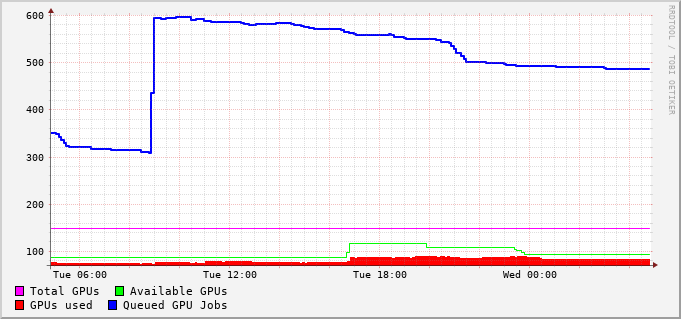 600
500
400
300
200
100
Tue 06:00 Tue 12:00 Tue 18:00 Wed 00:00
Total GPUs Available GPUs
GPUs used Queued GPU Jobs
RRDTOOL / TOBI OETIKER